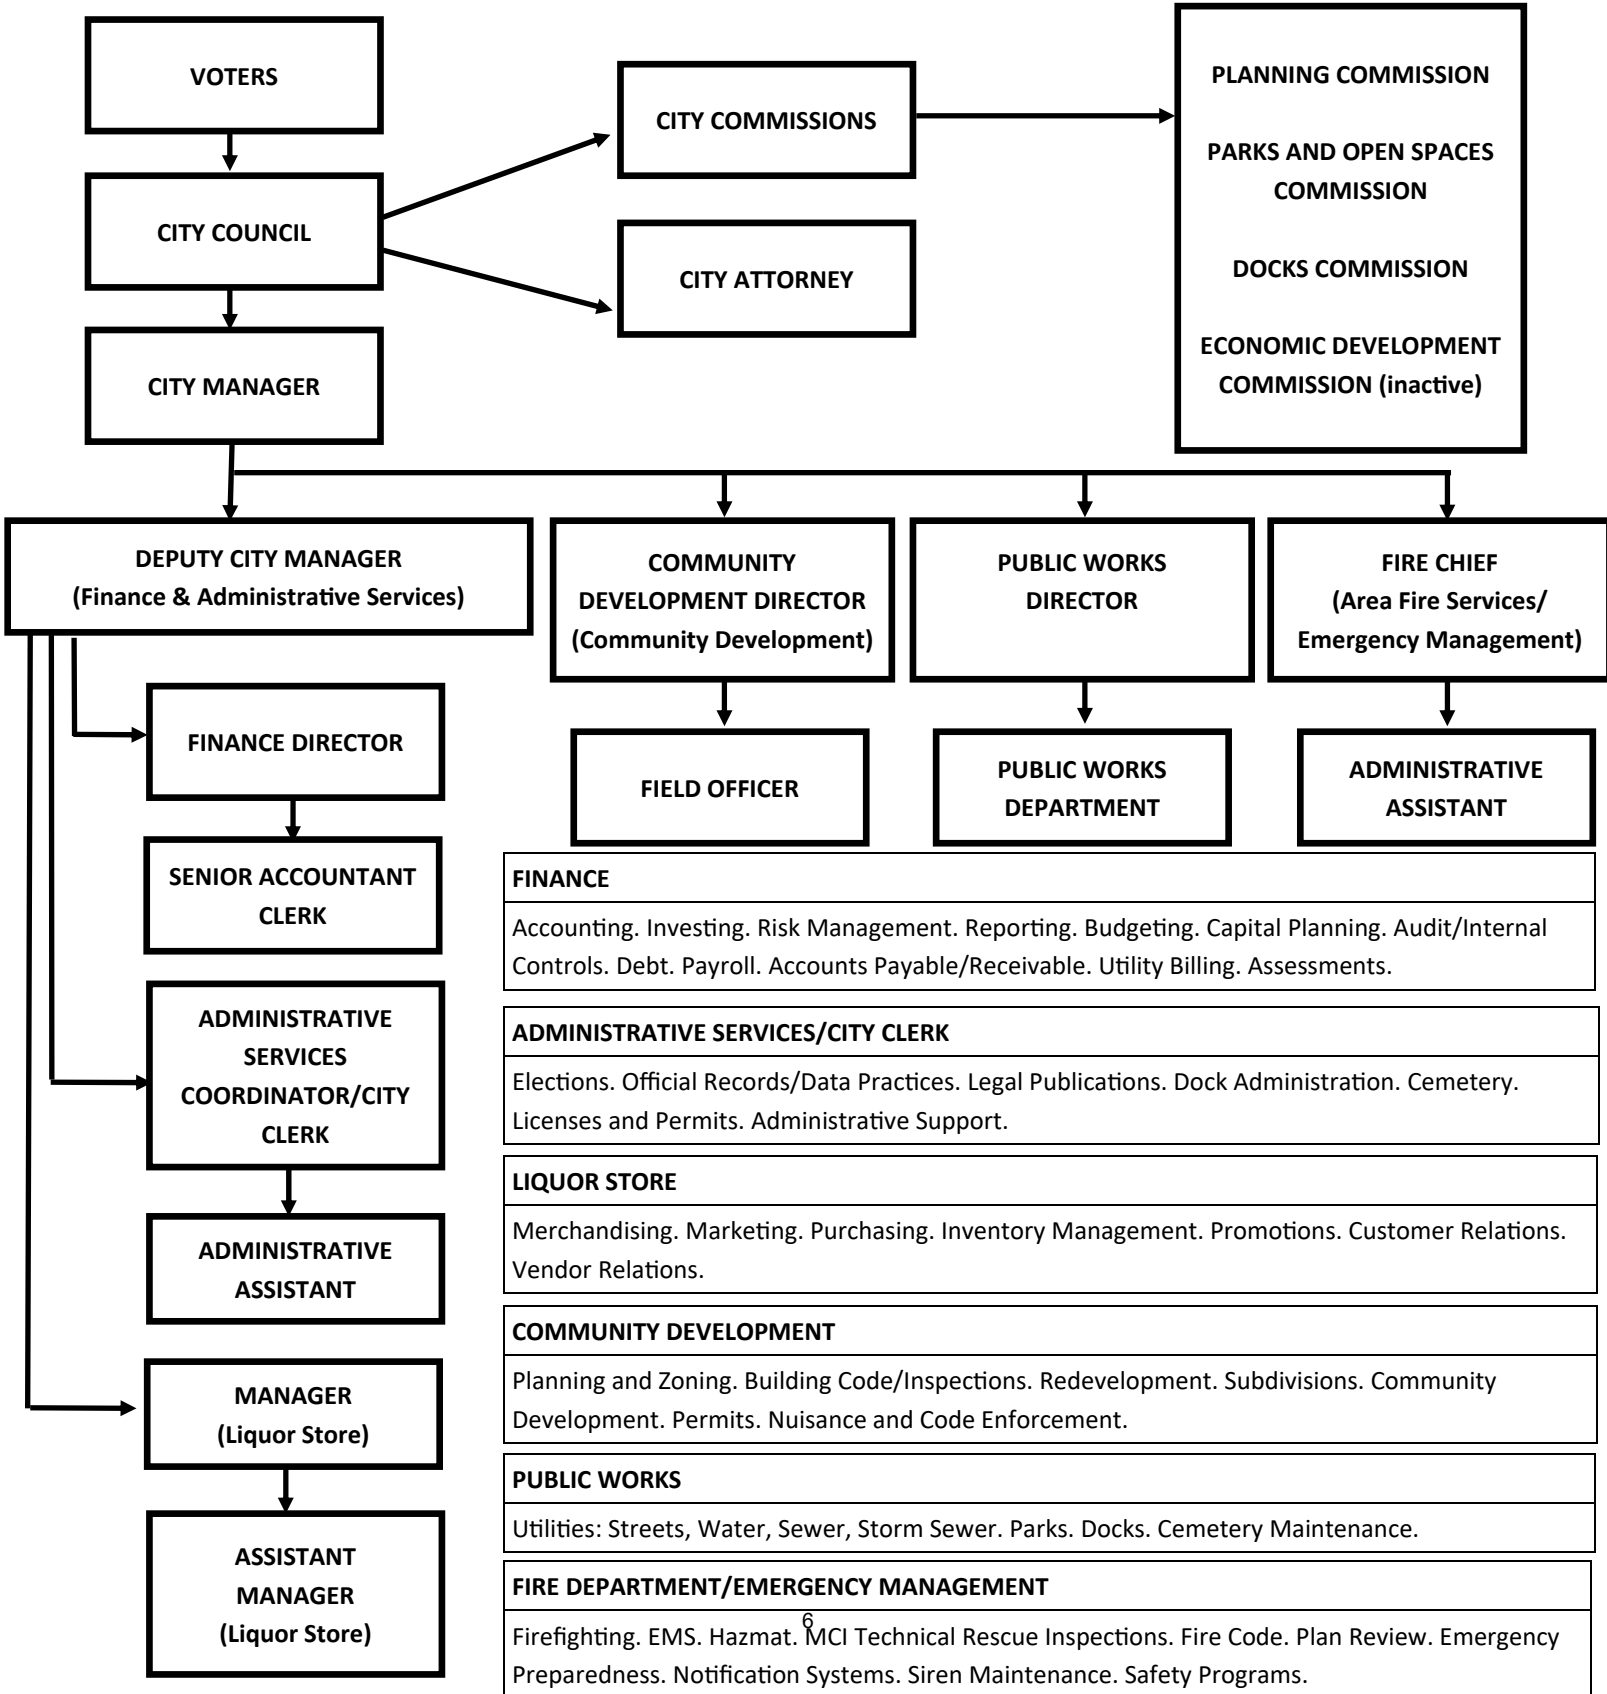 VOTERS
CITY COUNCIL
CITY MANAGER
CITY COMMISSIONS
CITY ATTORNEY
PLANNING COMMISSION
PARKS AND OPEN SPACES
COMMISSION
DOCKS COMMISSION
ECONOMIC DEVELOPMENT
COMMISSION (inactive)
DEPUTY CITY MANAGER
(Finance & Administrative Services)
COMMUNITY
DEVELOPMENT DIRECTOR
(Community Development)
PUBLIC WORKS
DIRECTOR
FIRE CHIEF
(Area Fire Services/
Emergency Management)
FIELD OFFICER
PUBLIC WORKS
DEPARTMENT
ADMINISTRATIVE
ASSISTANT
FINANCE DIRECTOR
SENIOR ACCOUNTANT
CLERK
ADMINISTRATIVE
SERVICES
COORDINATOR/CITY
CLERK
ADMINISTRATIVE
ASSISTANT
MANAGER
(Liquor Store)
ASSISTANT
MANAGER
(Liquor Store)
FINANCE
Accounting. Investing. Risk Management. Reporting. Budgeting. Capital Planning. Audit/Internal
Controls. Debt. Payroll. Accounts Payable/Receivable. Utility Billing. Assessments.
ADMINISTRATIVE SERVICES/CITY CLERK
Elections. Official Records/Data Practices. Legal Publications. Dock Administration. Cemetery.
Licenses and Permits. Administrative Support.
LIQUOR STORE
Merchandising. Marketing. Purchasing. Inventory Management. Promotions. Customer Relations.
Vendor Relations.
COMMUNITY DEVELOPMENT
Planning and Zoning. Building Code/Inspections. Redevelopment. Subdivisions. Community
Development. Permits. Nuisance and Code Enforcement.
PUBLIC WORKS
Utilities: Streets, Water, Sewer, Storm Sewer. Parks. Docks. Cemetery Maintenance.
FIRE DEPARTMENT/EMERGENCY MANAGEMENT
6
Firefighting. EMS. Hazmat. MCI Technical Rescue Inspections. Fire Code. Plan Review. Emergency
Preparedness. Notification Systems. Siren Maintenance. Safety Programs.